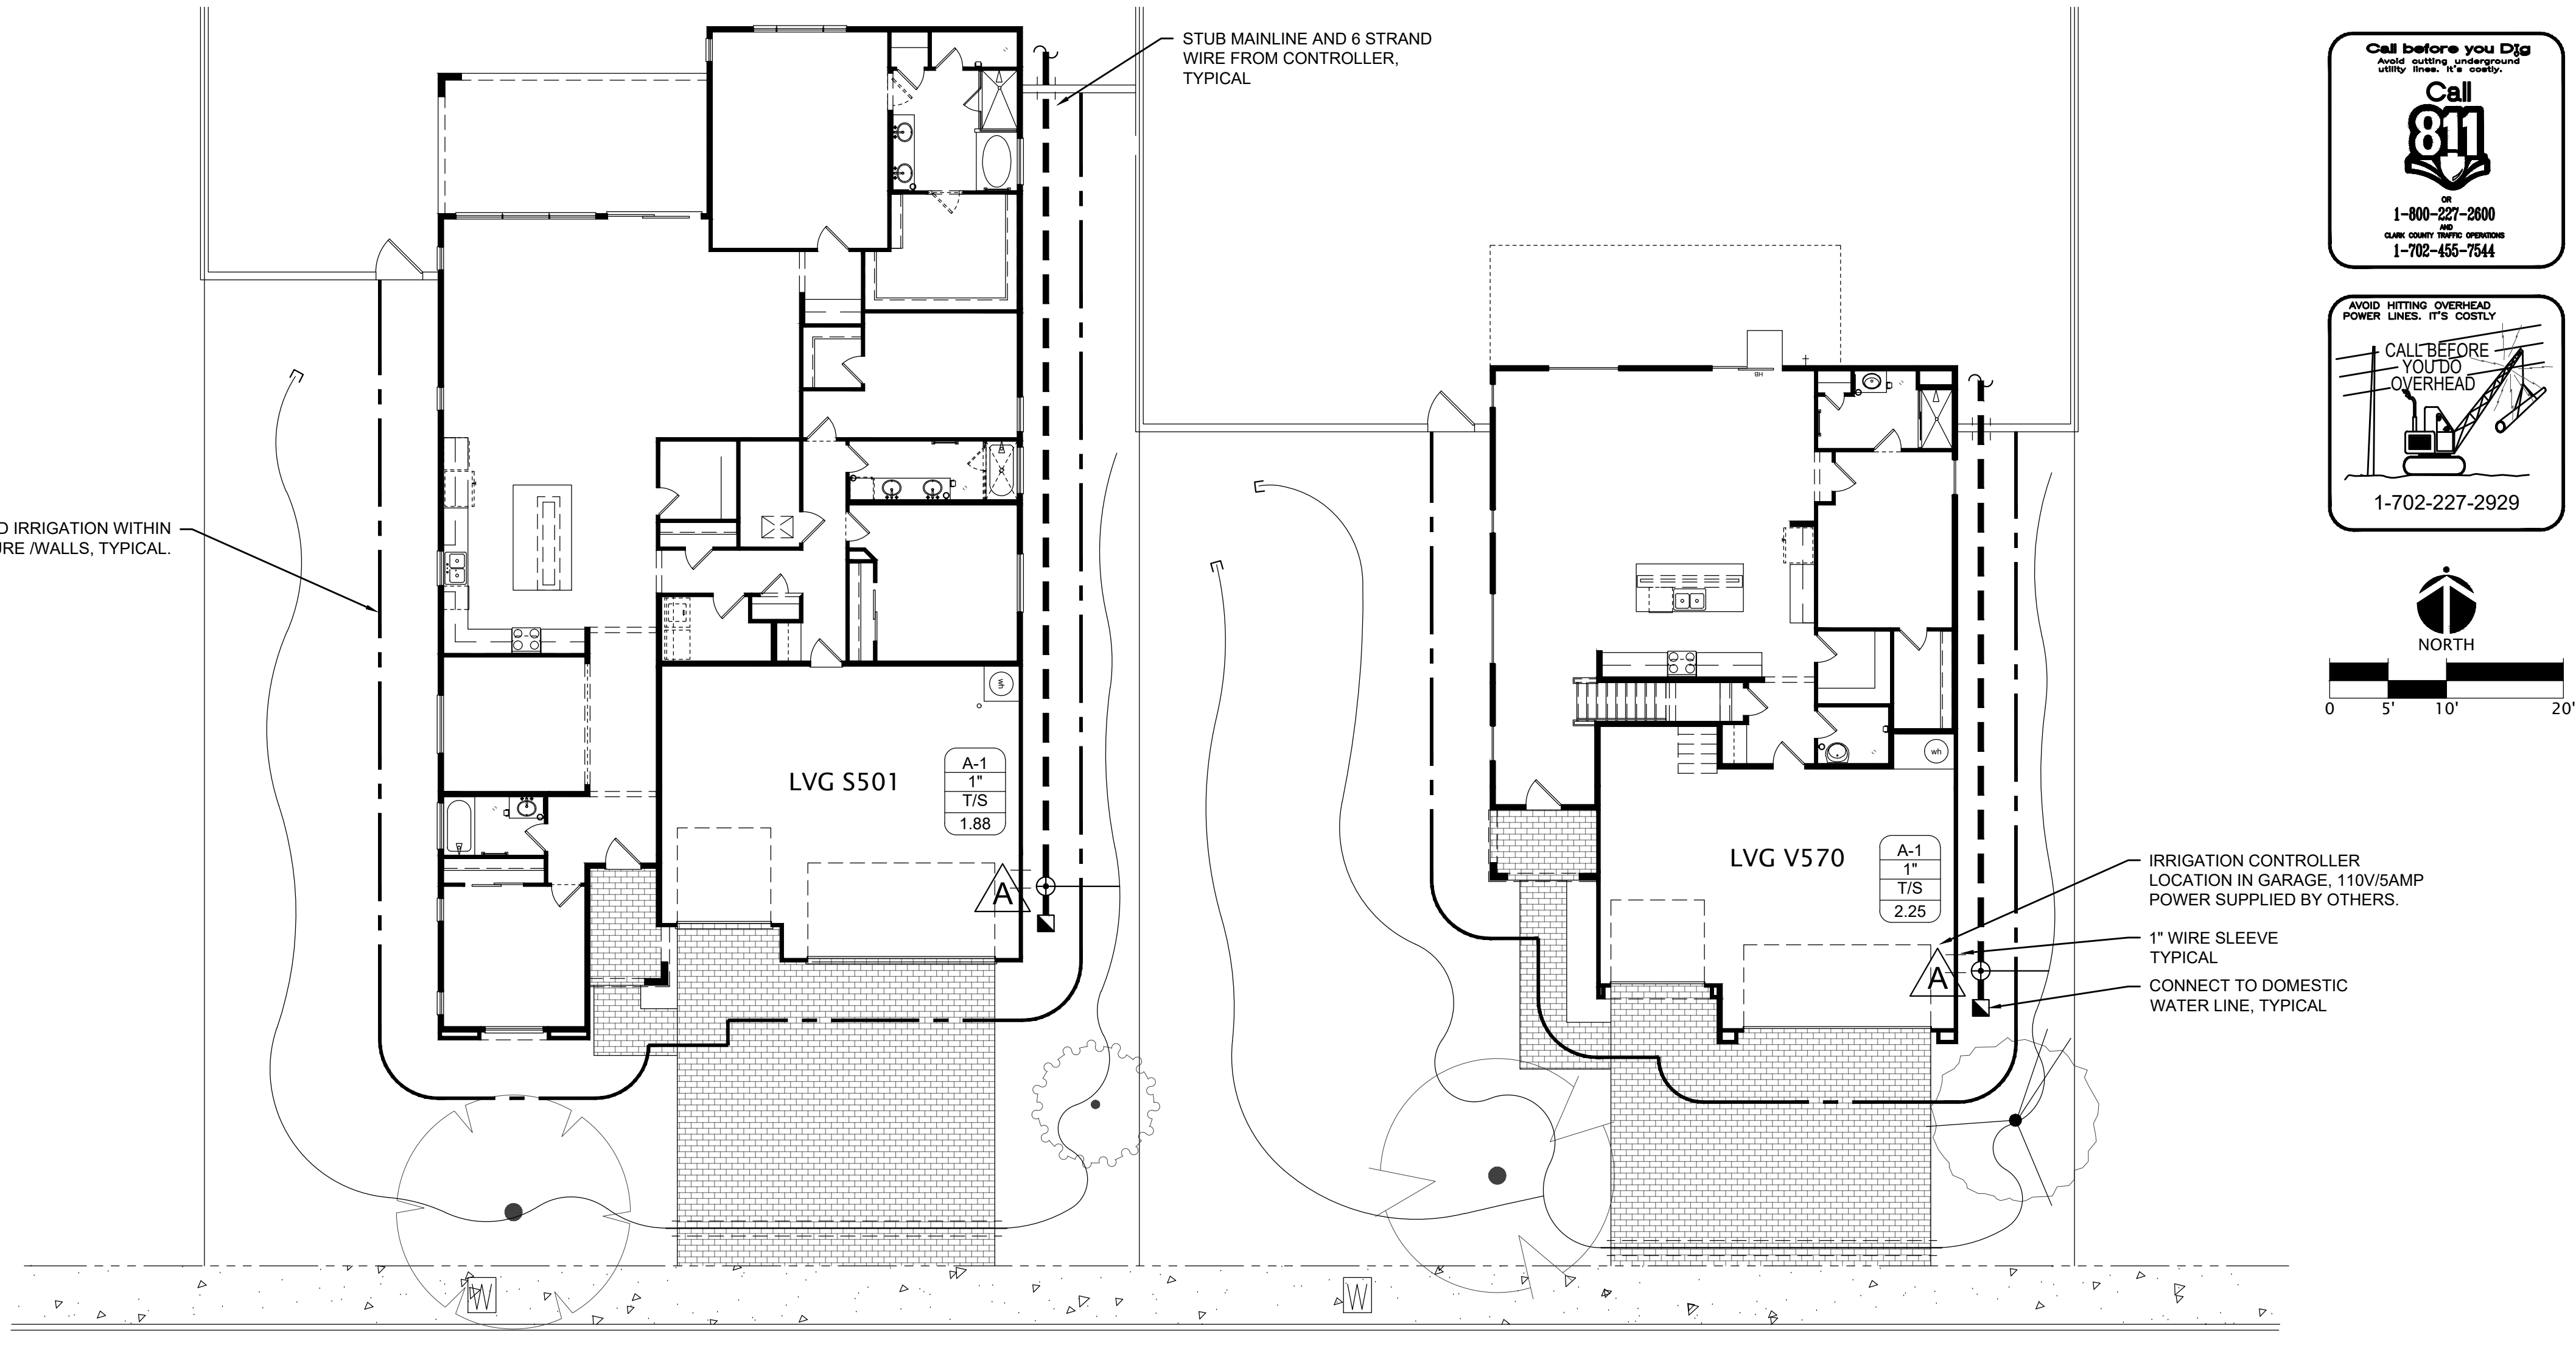 STUB MAINLINE AND 6 STRAND
WIRE FROM CONTROLLER,
TYPICAL
D IRRIGATION WITHIN
URE /WALLS, TYPICAL.
LVG S501
A-1
1"
T/S
1.88
wh
A
W
LVG V570
A-1
1"
T/S
2.25
wh
HB
A
W
IRRIGATION CONTROLLER
LOCATION IN GARAGE, 110V/5AMP
POWER SUPPLIED BY OTHERS.
1" WIRE SLEEVE
TYPICAL
CONNECT TO DOMESTIC
WATER LINE, TYPICAL
Call before you Dig
Avoid cutting underground
utility lines. It's costly.
Call
811
OR
1-800-227-2600
AND
CLARK COUNTY TRAFFIC OPERATIONS
1-702-455-7544
AVOID HITTING OVERHEAD
POWER LINES. IT'S COSTLY
CALL BEFORE
YOU DO
OVERHEAD
1-702-227-2929
NORTH
0 5' 10' 20'